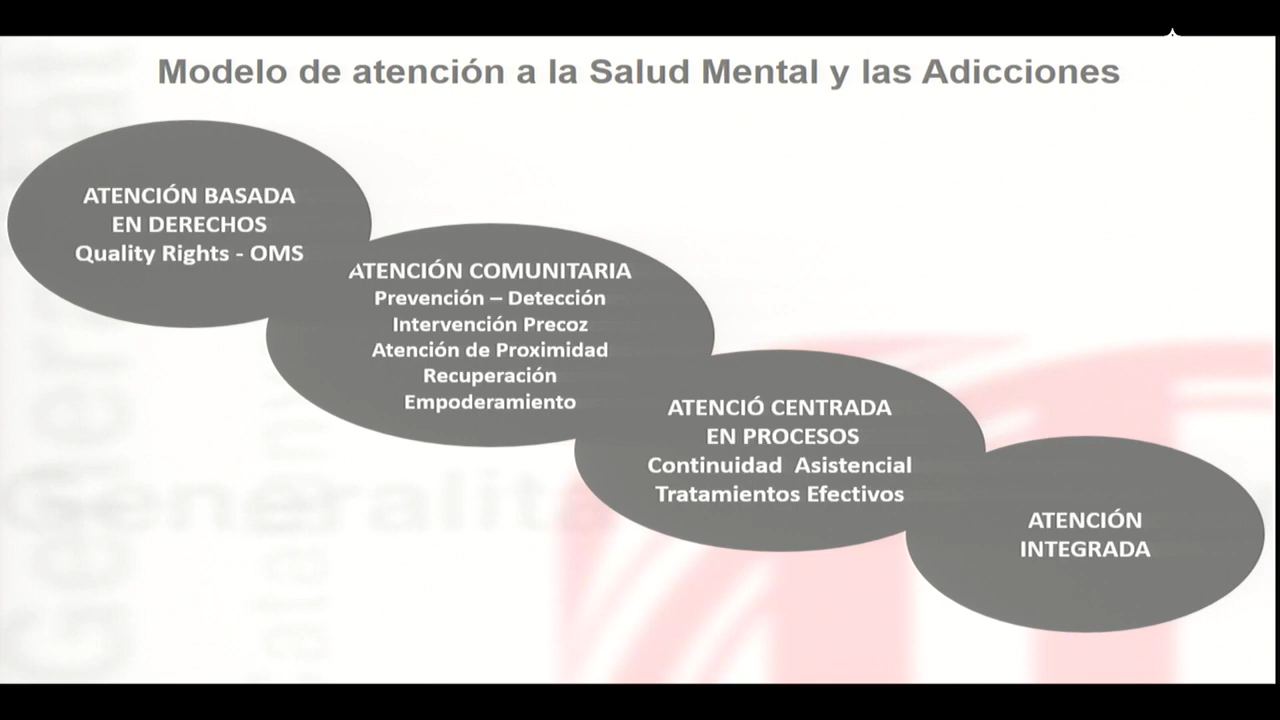 Modelo de atención a la Salud Mental y las Adicciones
ATENCIÓN BASADA
EN DERECHOS
Quality Rights - OMS
ATENCIÓN COMUNITARIA
Prevención – Detección
Intervención Precoz
Atención de Proximidad
Recuperación
Empoderamiento
ATENCIÓ CENTRADA
EN PROCESOS
Continuidad  Asistencial
Tratamientos Efectivos
ATENCIÓN
INTEGRADA
Generalitat